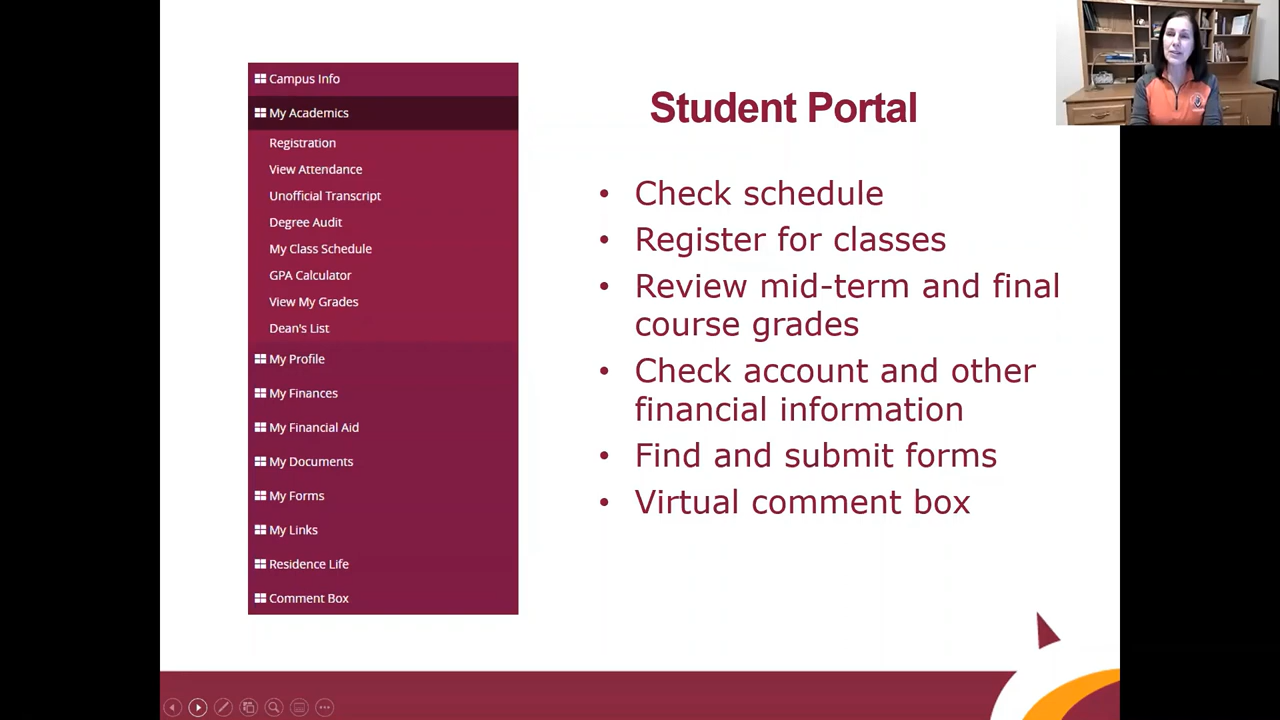 Campus Info
My Academics
Registration
View Attendance
Unofficial Transcript
Degree Audit
My Class Schedule
GPA Calculator
View My Grades
Dean's List
My Profile
My Finances
My Financial Aid
My Documents
My Forms
My Links
Residence Life
Comment Box
Student Portal
• Check schedule
• Register for classes
• Review mid-term and final
course grades
• Check account and other
financial information
• Find and submit forms
• Virtual comment box